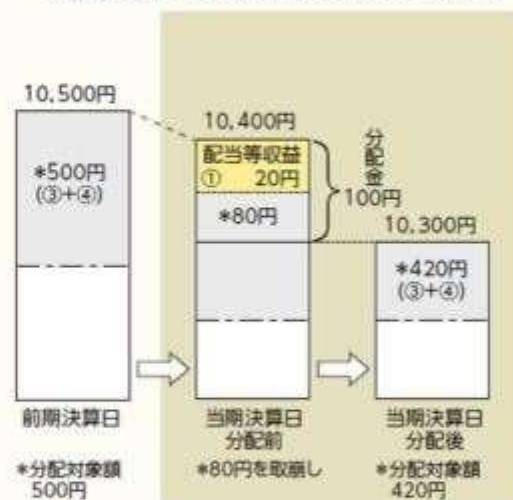 10,500円
*500円
(③+④)
10,400円
配当等収益
① 20円
*80円
分配金
100円
10,300円
*420円
(③+④)
前期決算日
当期決算日
分配前
当期決算日
分配後
*分配対象額
500円
*80円を取崩し
*分配対象額
420円